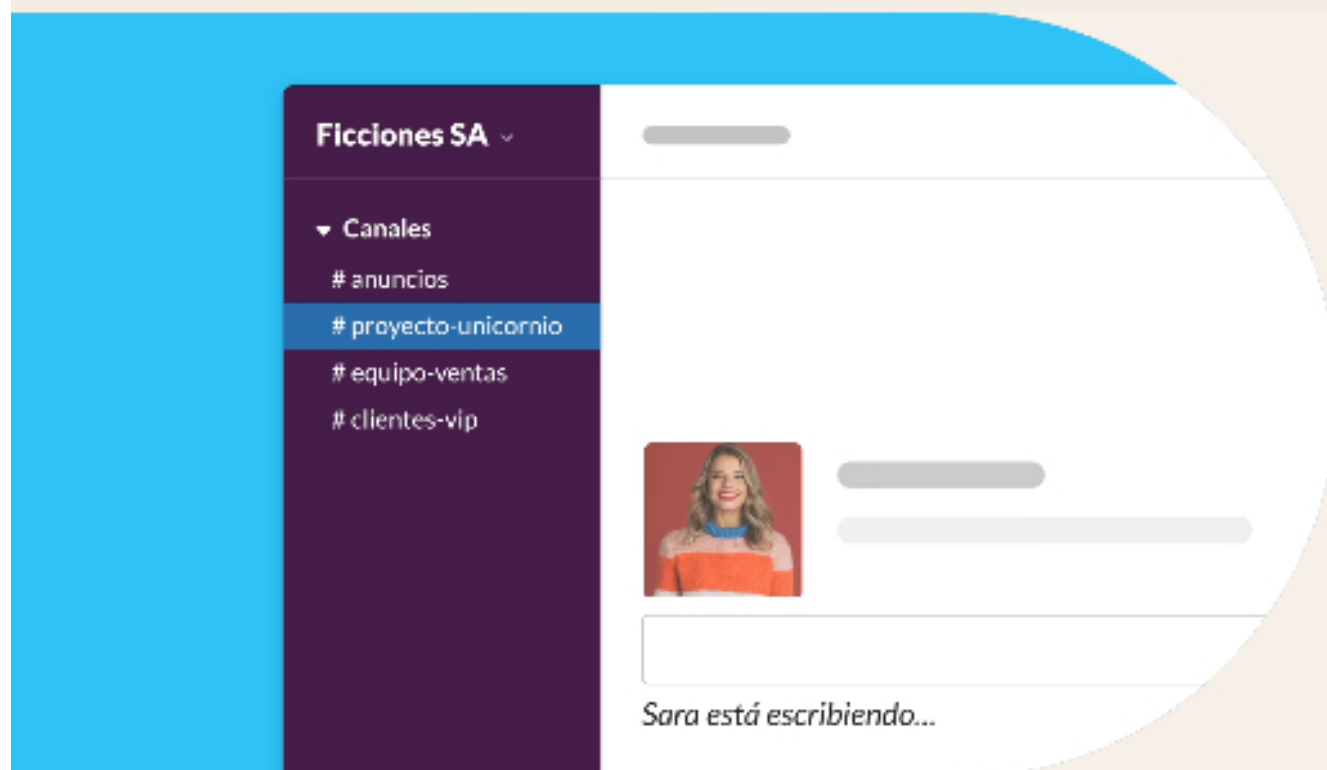 Ficciones SA
Canales
# anuncios
# proyecto-unicornio
# equipo-ventas
# clientes-vip
Sara está escribiendo...